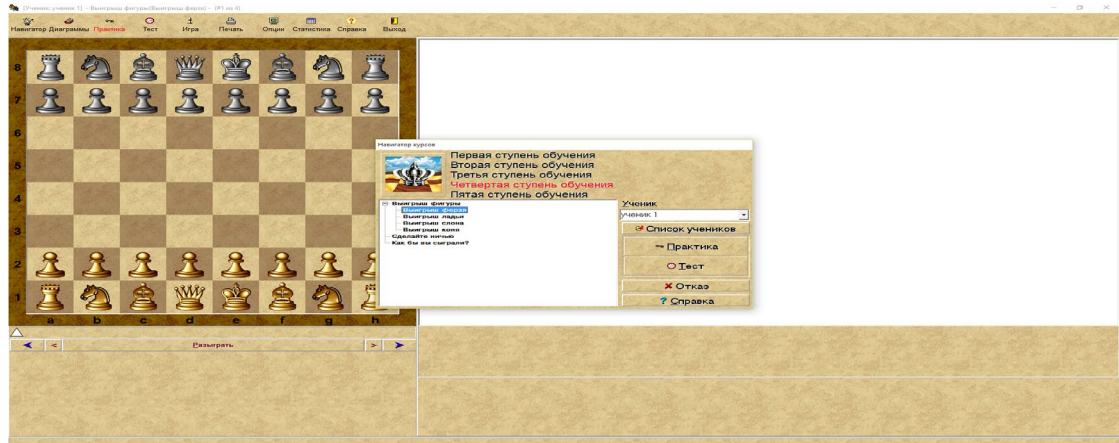 [Ученик: ученик 1] - Выигрыш фигуры(Выигрыш ферзя) - (#1 из 4)
Навигатор Диаграммы Практика Тест Игра Печать Опции Статистика Справка Выход
8
7
6
5
4
3
2
1
a b c d e f g h
< Разыграть >
Навигатор курсов
Первая ступень обучения
Вторая ступень обучения
Третья ступень обучения
Четвертая ступень обучения
Пятая ступень обучения
Выигрыш фигуры
Выигрыш ферзя
Выигрыш ладьи
Выигрыш слона
Выигрыш коня
Сделайте ничью
Как бы вы сыграли?
Ученик
ученик 1
Список учеников
Практика
Тест
Отказ
? Справка